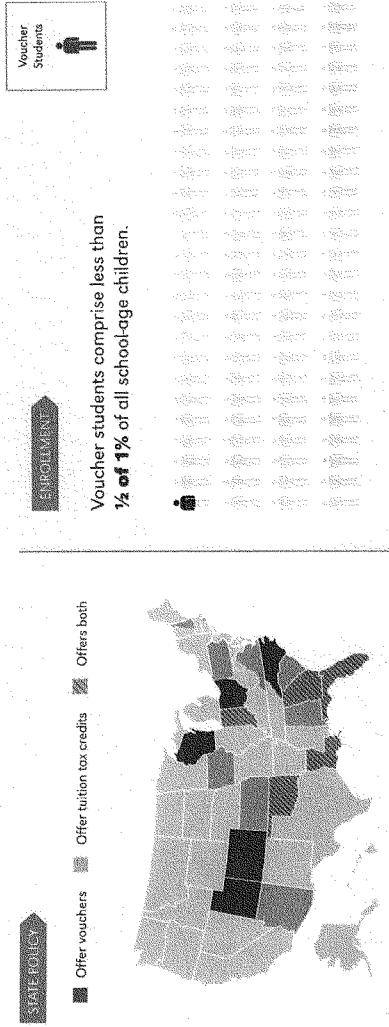 STATE POLICY
Offer vouchers
Offer tuition tax credits
Offers both
ENROLLMENT
Voucher students comprise less than
½ of 1% of all school-age children.
Voucher
Students